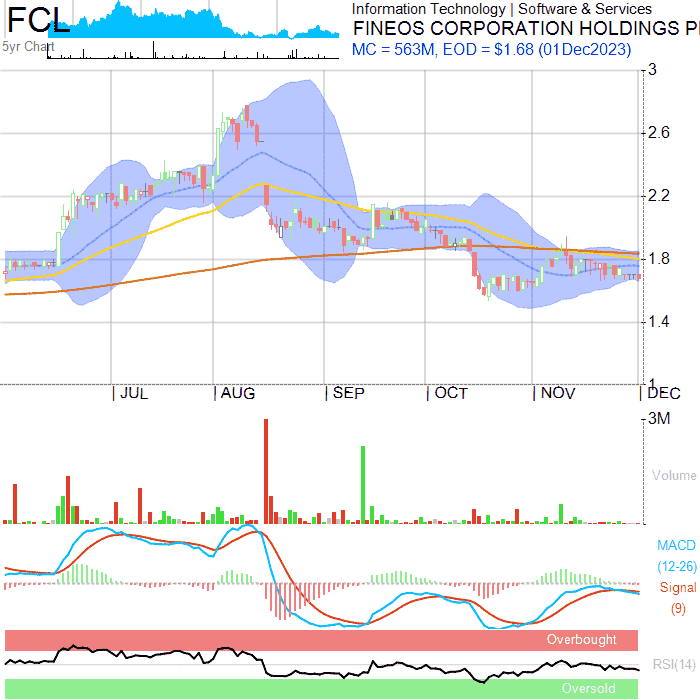 FCL
5yr Chart
Information Technology | Software & Services
FINEOS CORPORATION HOLDINGS P
MC = 563M, EOD = $1.68 (01Dec2023)
3
2.6
2.2
1.8
1.4
1
| JUL | AUG | SEP | OCT | NOV | DEC
3M
Volume
MACD
(12-26)
Signal
(9)
Overbought
RSI(14)
Oversold